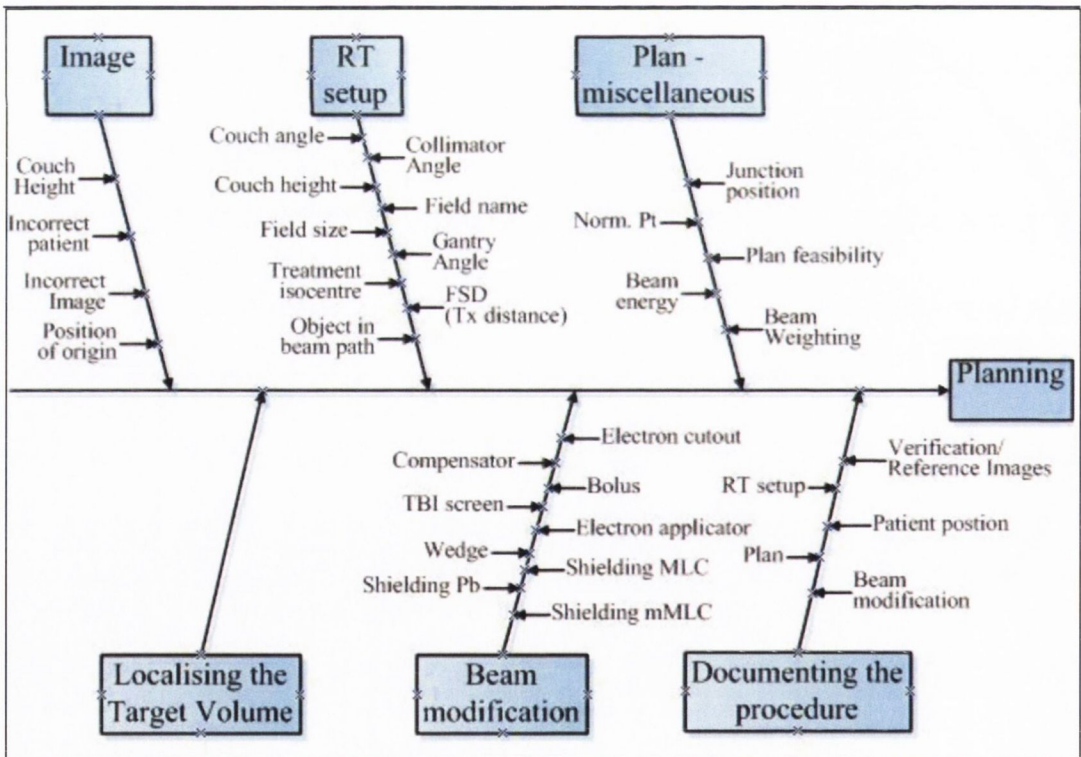 Image
RT
setup
Plan -
miscellaneous
Couch
Height
Incorrect
patient
Incorrect
Image
Position
of origin
Couch angle
Collimator
Angle
Couch height
Field name
Field size
Gantry
Angle
Treatment
isocentre
FSD
(Tx distance)
Object in
beam path
Junction
position
Norm. Pt
Plan feasibility
Beam
energy
Beam
Weighting
Planning
Electron cutout
Compensator
Bolus
TBI screen
Electron applicator
Wedge
Shielding MLC
Shielding Pb
Shielding mMLC
Verification/
Reference Images
RT setup
Patient postion
Plan
Beam
modification
Localising the
Target Volume
Beam
modification
Documenting the
procedure